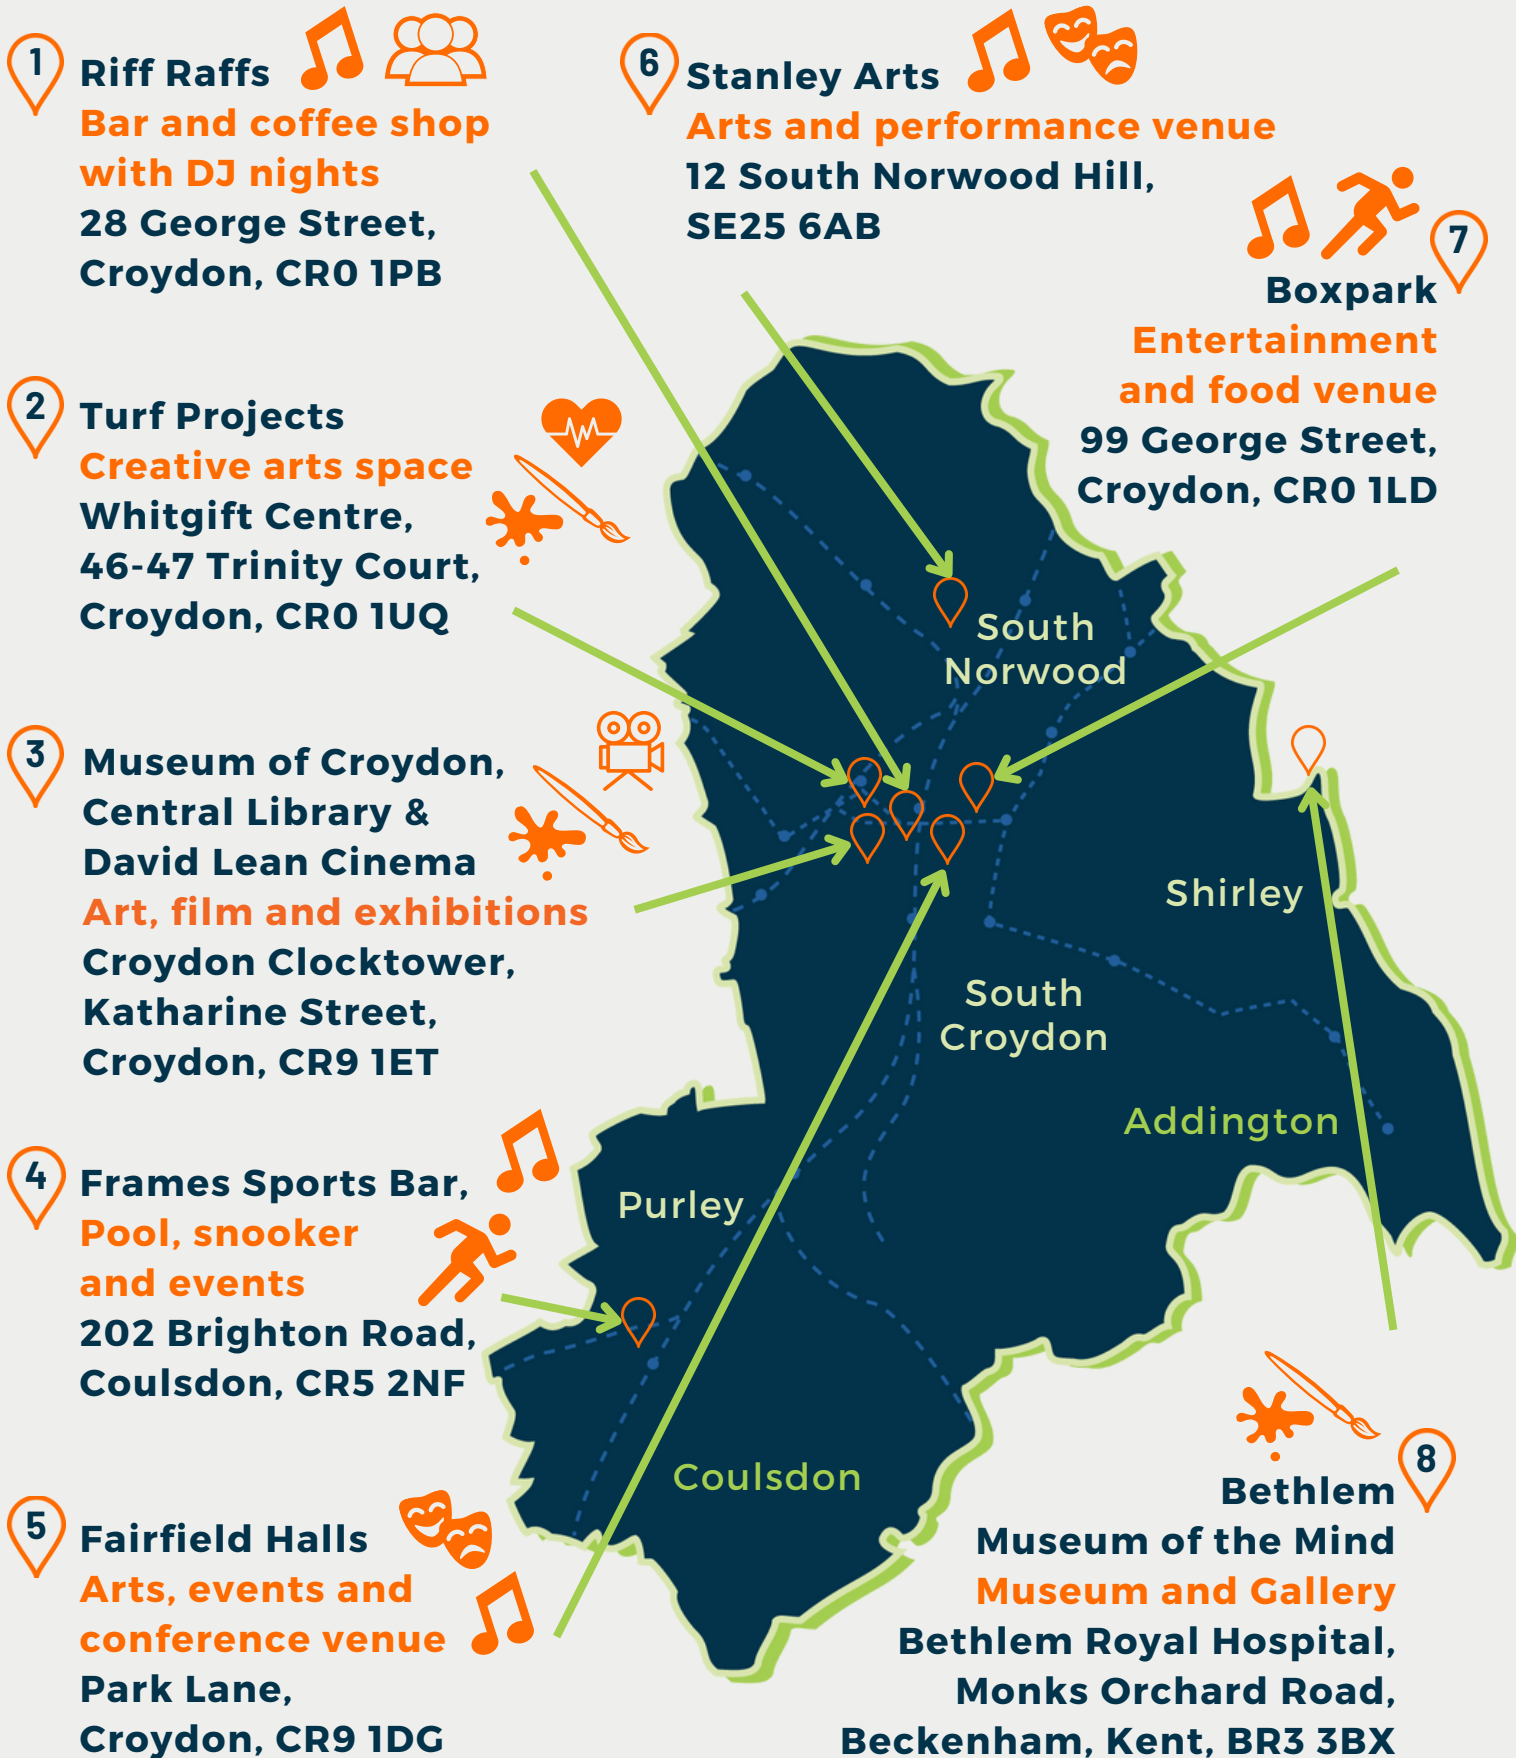 1
Riff Raffs
Bar and coffee shop
with DJ nights
28 George Street,
Croydon, CR0 1PB
2
Turf Projects
Creative arts space
Whitgift Centre,
46-47 Trinity Court,
Croydon, CR0 1UQ
3
Museum of Croydon,
Central Library &
David Lean Cinema
Art, film and exhibitions
Croydon Clocktower,
Katharine Street,
Croydon, CR9 1ET
4
Frames Sports Bar,
Pool, snooker
and events
202 Brighton Road,
Coulsdon, CR5 2NF
5
Fairfield Halls
Arts, events and
conference venue
Park Lane,
Croydon, CR9 1DG
6
Stanley Arts
Arts and performance venue
12 South Norwood Hill,
SE25 6AB
7
Boxpark
Entertainment
and food venue
99 George Street,
Croydon, CR0 1LD
South
Norwood
Shirley
South
Croydon
Addington
Purley
Coulsdon
8
Bethlem
Museum of the Mind
Museum and Gallery
Bethlem Royal Hospital,
Monks Orchard Road,
Beckenham, Kent, BR3 3BX